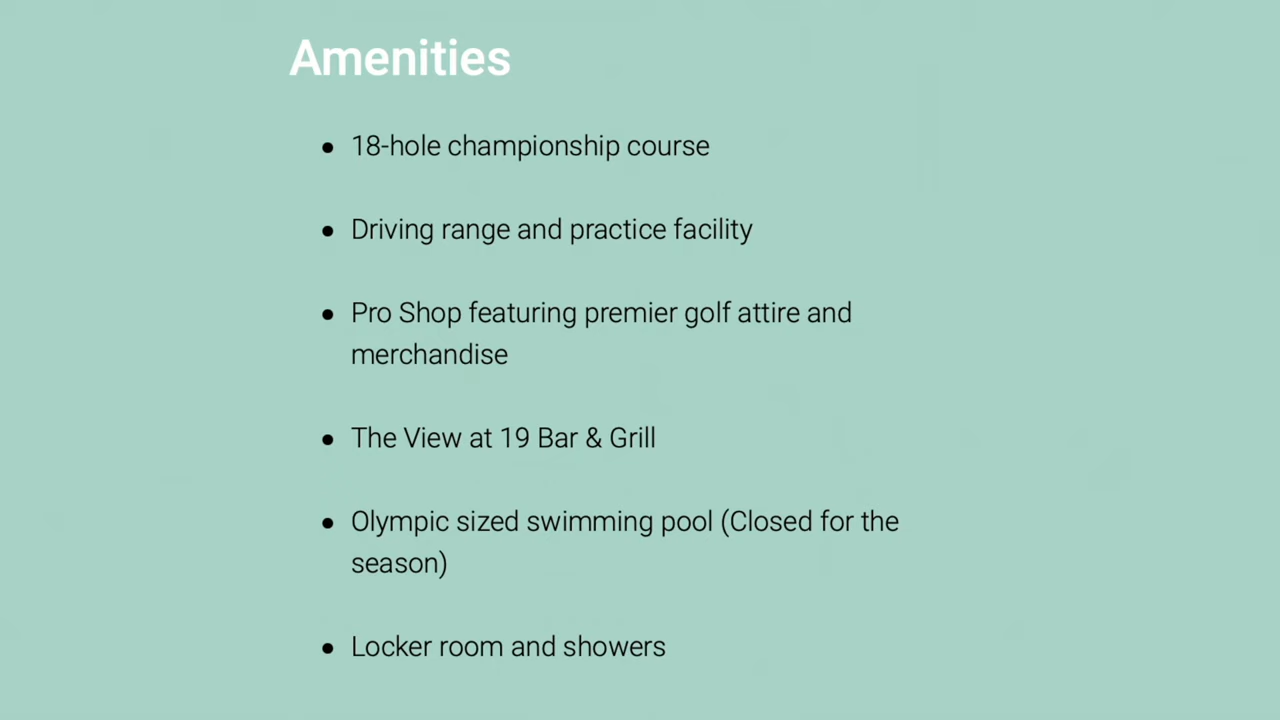 Amenities
● 18-hole championship course
● Driving range and practice facility
● Pro Shop featuring premier golf attire and
merchandise
● The View at 19 Bar & Grill
● Olympic sized swimming pool (Closed for the
season)
● Locker room and showers